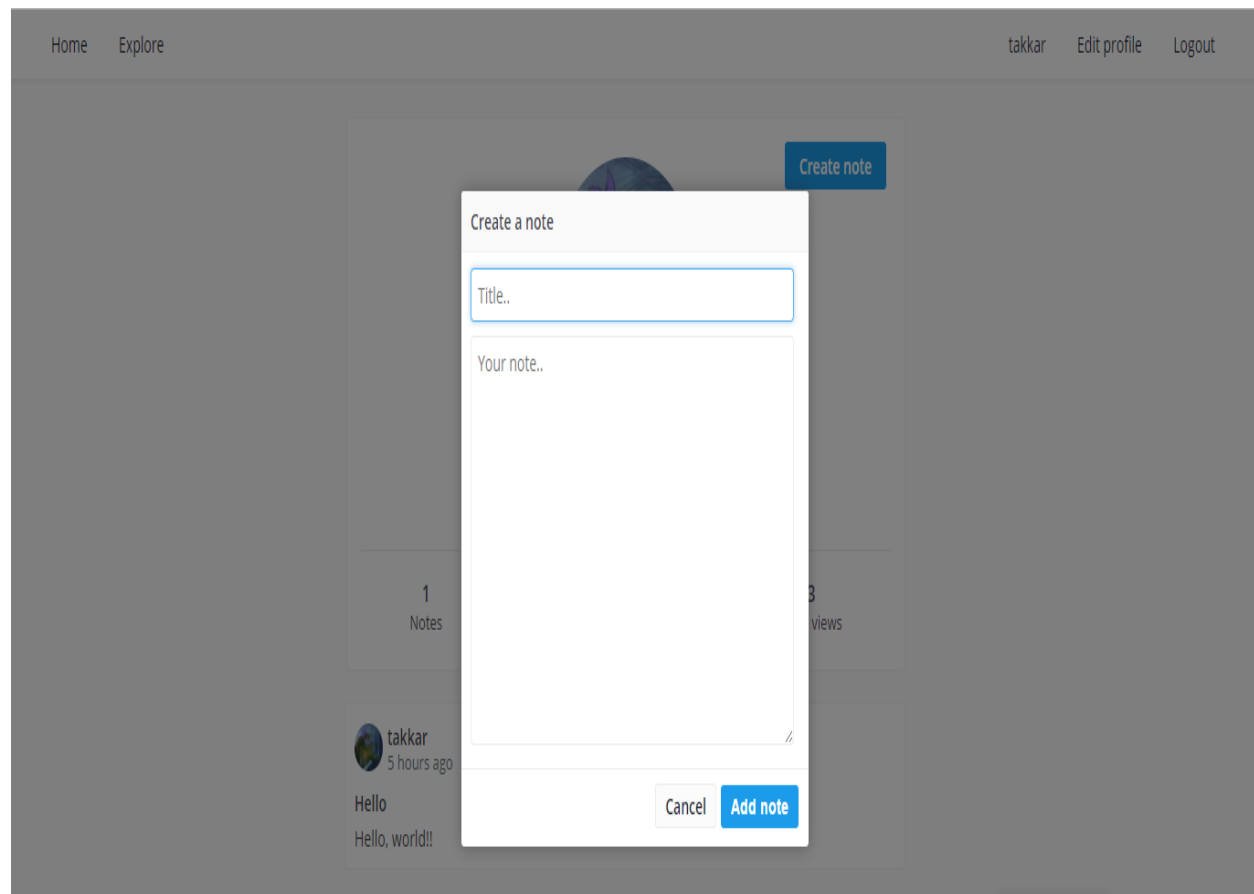 Home Explore takkar Edit profile Logout
Create note
Create a note
Title..
Your note..
1
Notes
3
views
takkar
5 hours ago
Hello
Hello, world!!
Cancel Add note